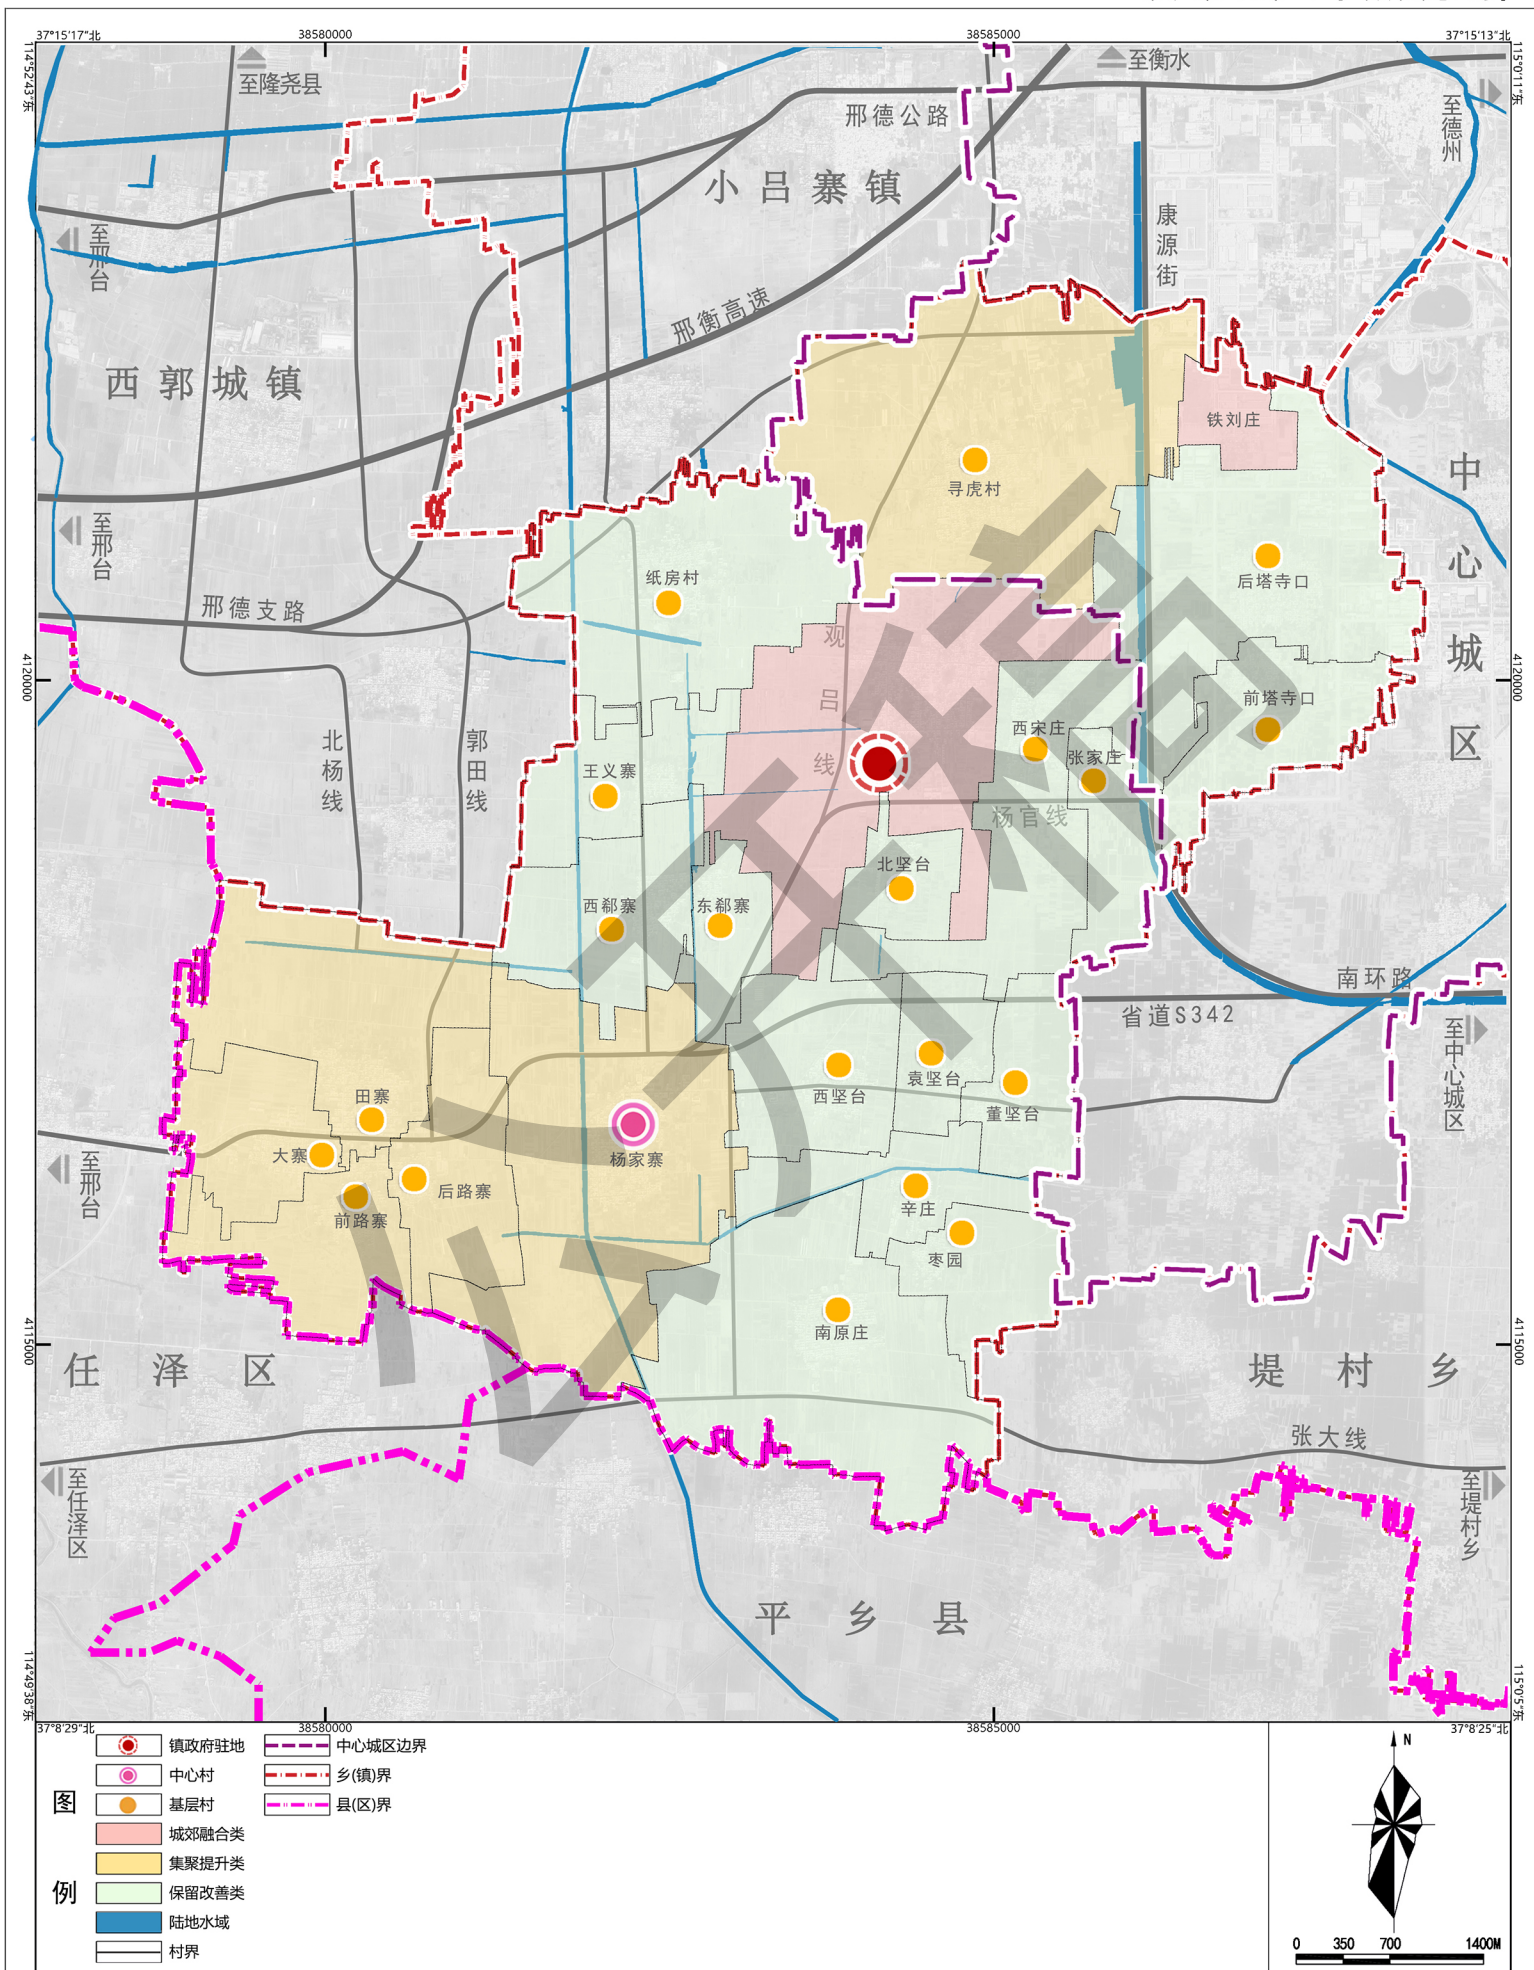 37°15′17″北
38580000
38585000
37°15′13″北
114°52′43″东
115°0′11″东
至隆尧县
至衡水
邢德公路
至德州
小吕寨镇
康源街
至邢台
邢衡高速
西郭城镇
铁刘庄
中心城区
寻虎村
至邢台
后塔寺口
纸房村
邢德支路
观吕线
4120000
4120000
前塔寺口
西宋庄
张家庄
北杨线
郭田线
王义寨
杨官线
北坚台
西郗寨
东郗寨
南环路
省道S342
至中心城区
西坚台
袁坚台
董坚台
田寨
大寨
杨家寨
后路寨
前路寨
至邢台
辛庄
枣园
南原庄
4115000
4115000
任泽区
堤村乡
张大线
至任泽区
至堤村乡
平乡县
114°49′38″东
115°0′5″东
37°8′29″北
38580000
38585000
37°8′25″北
图例
镇政府驻地
中心村
基层村
城郊融合类
集聚提升类
保留改善类
陆地水域
村界
中心城区边界
乡(镇)界
县(区)界
N
0 350 700 1400M